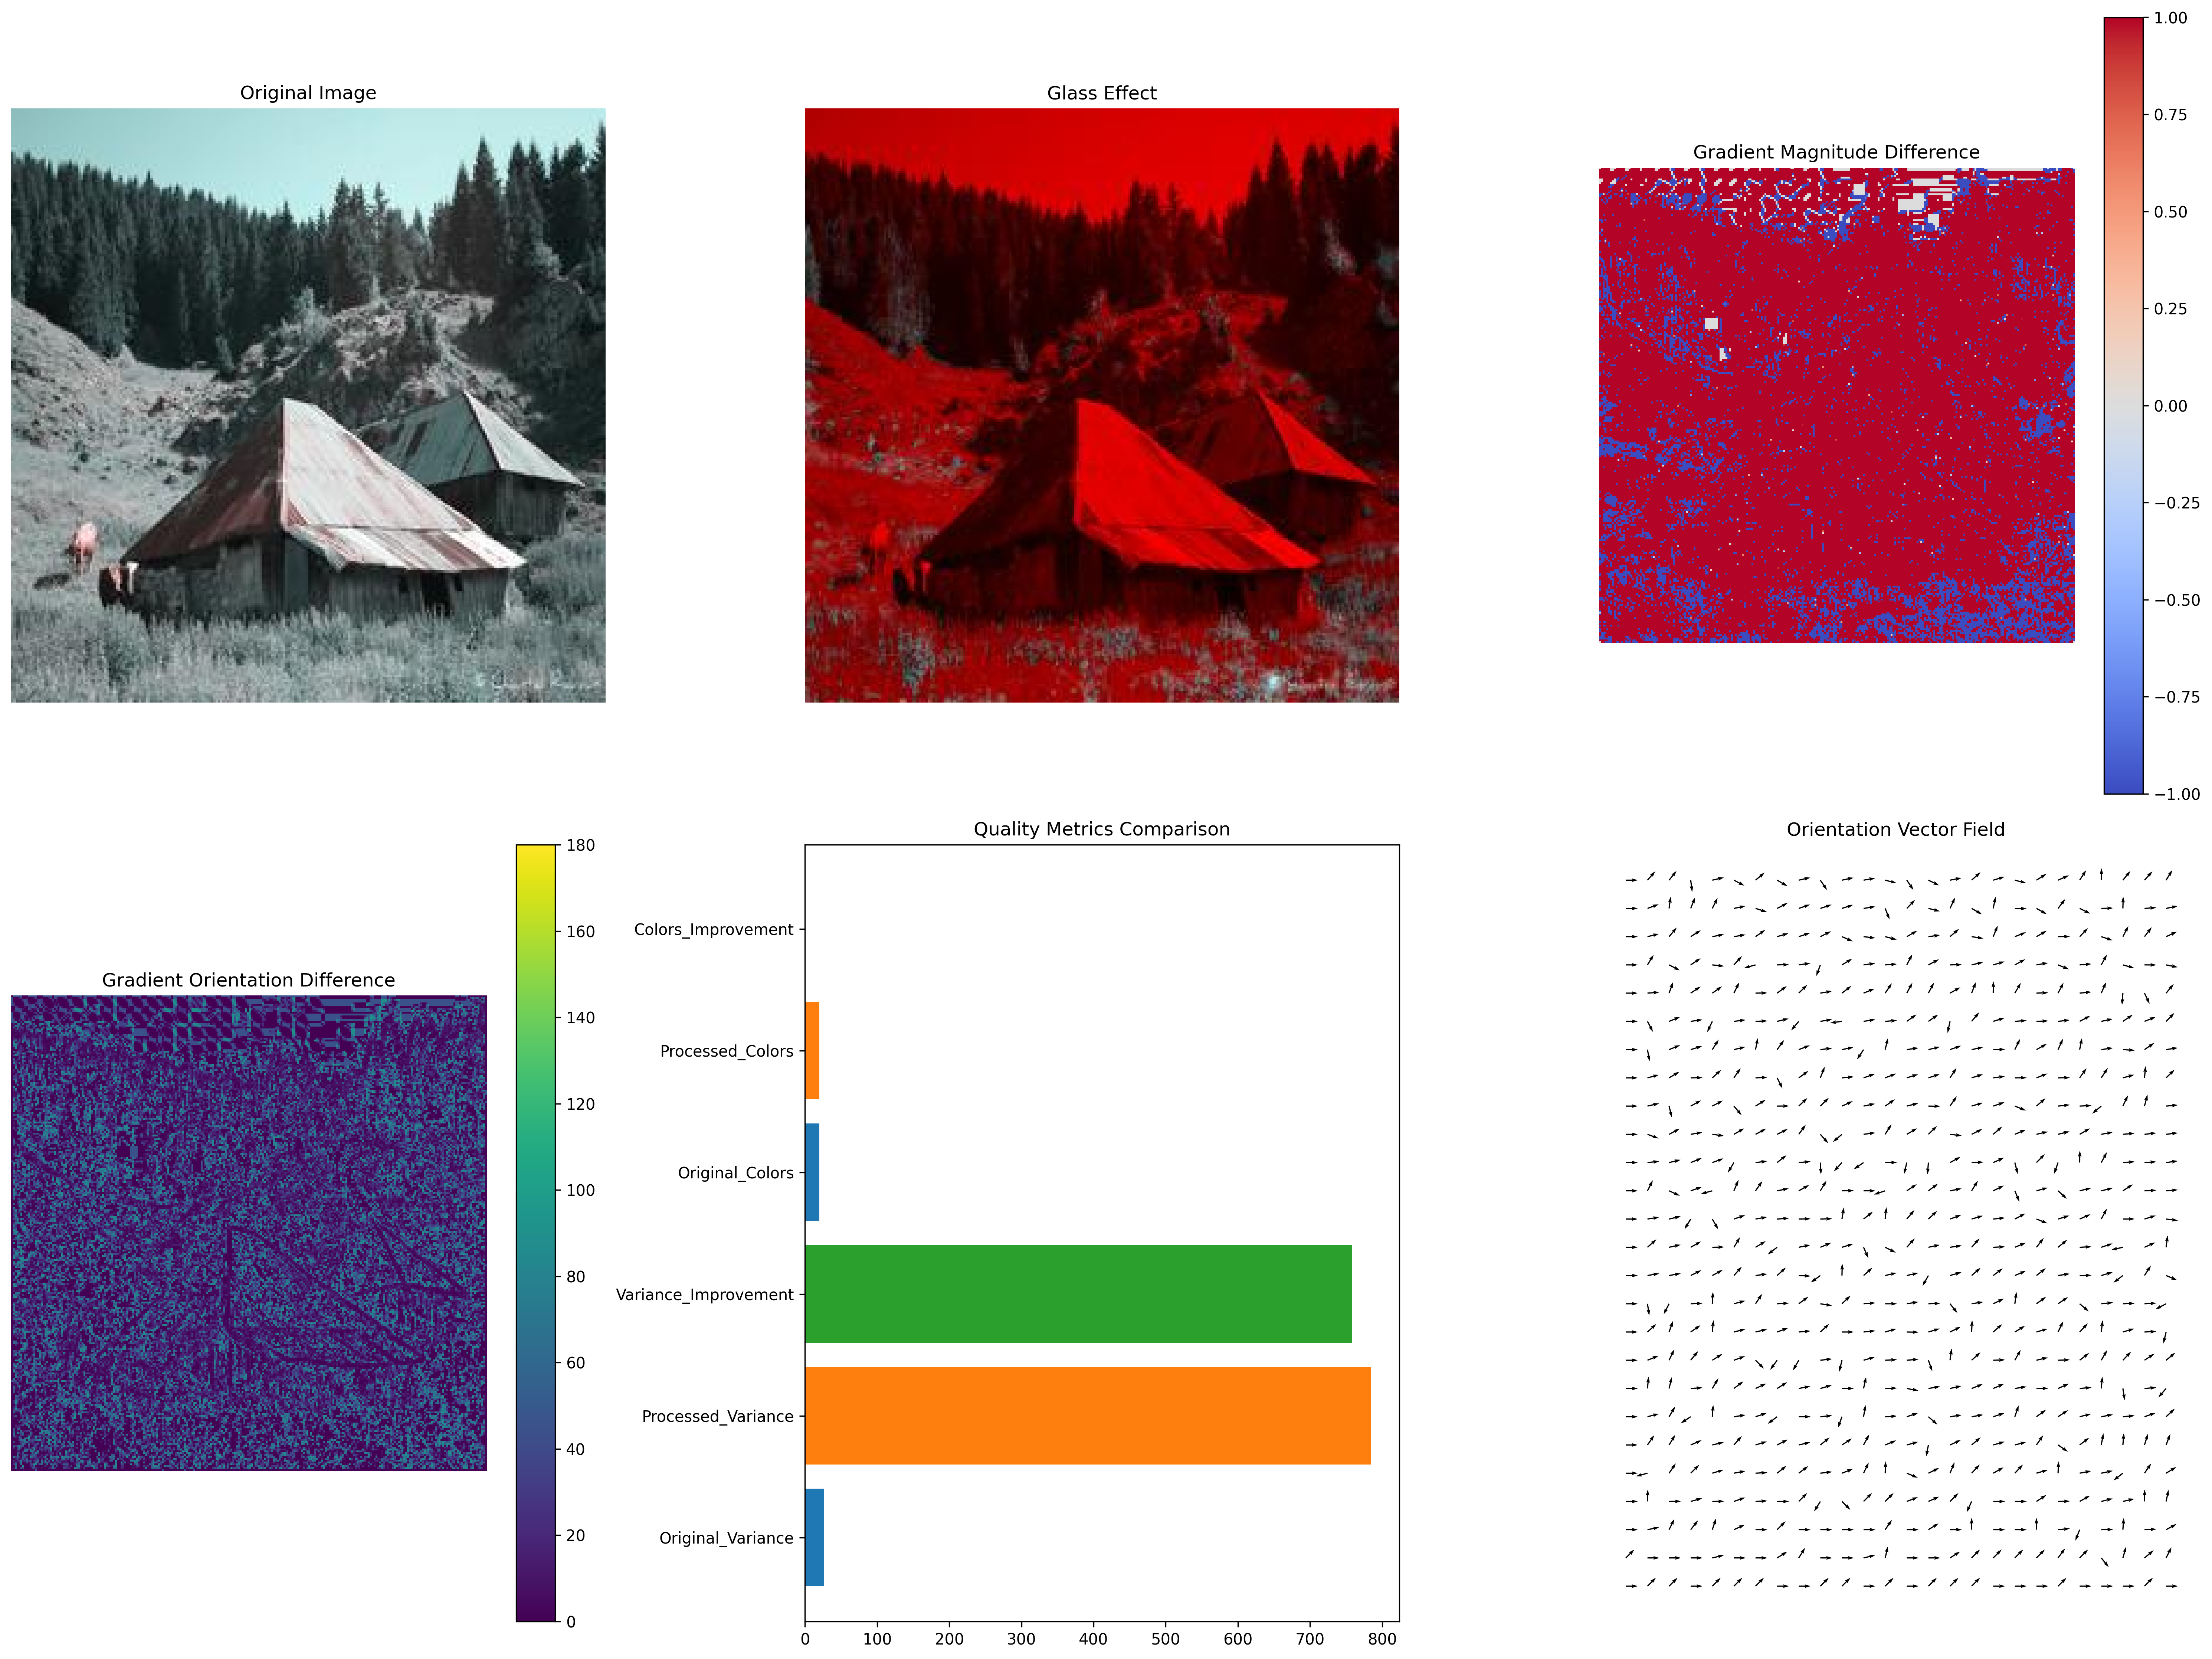 Original Image
Glass Effect
Gradient Magnitude Difference
1.00
0.75
0.50
0.25
0.00
−0.25
−0.50
−0.75
−1.00
Gradient Orientation Difference
180
160
140
120
100
80
60
40
20
0
Quality Metrics Comparison
Colors_Improvement
Processed_Colors
Original_Colors
Variance_Improvement
Processed_Variance
Original_Variance
0 100 200 300 400 500 600 700 800
Orientation Vector Field